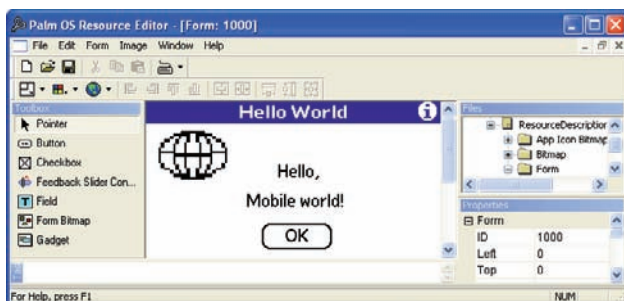 Palm OS Resource Editor - [Form: 1000]
File Edit Form Image Window Help
Toolbox
Pointer
Button
Checkbox
Feedback Slider Con...
Field
Form Bitmap
Gadget
Hello World
Hello,
Mobile world!
OK
Files
ResourceDescription
App Icon Bitmap
Bitmap
Form
Properties
Form
ID 1000
Left 0
Top 0
For Help, press F1
NUM